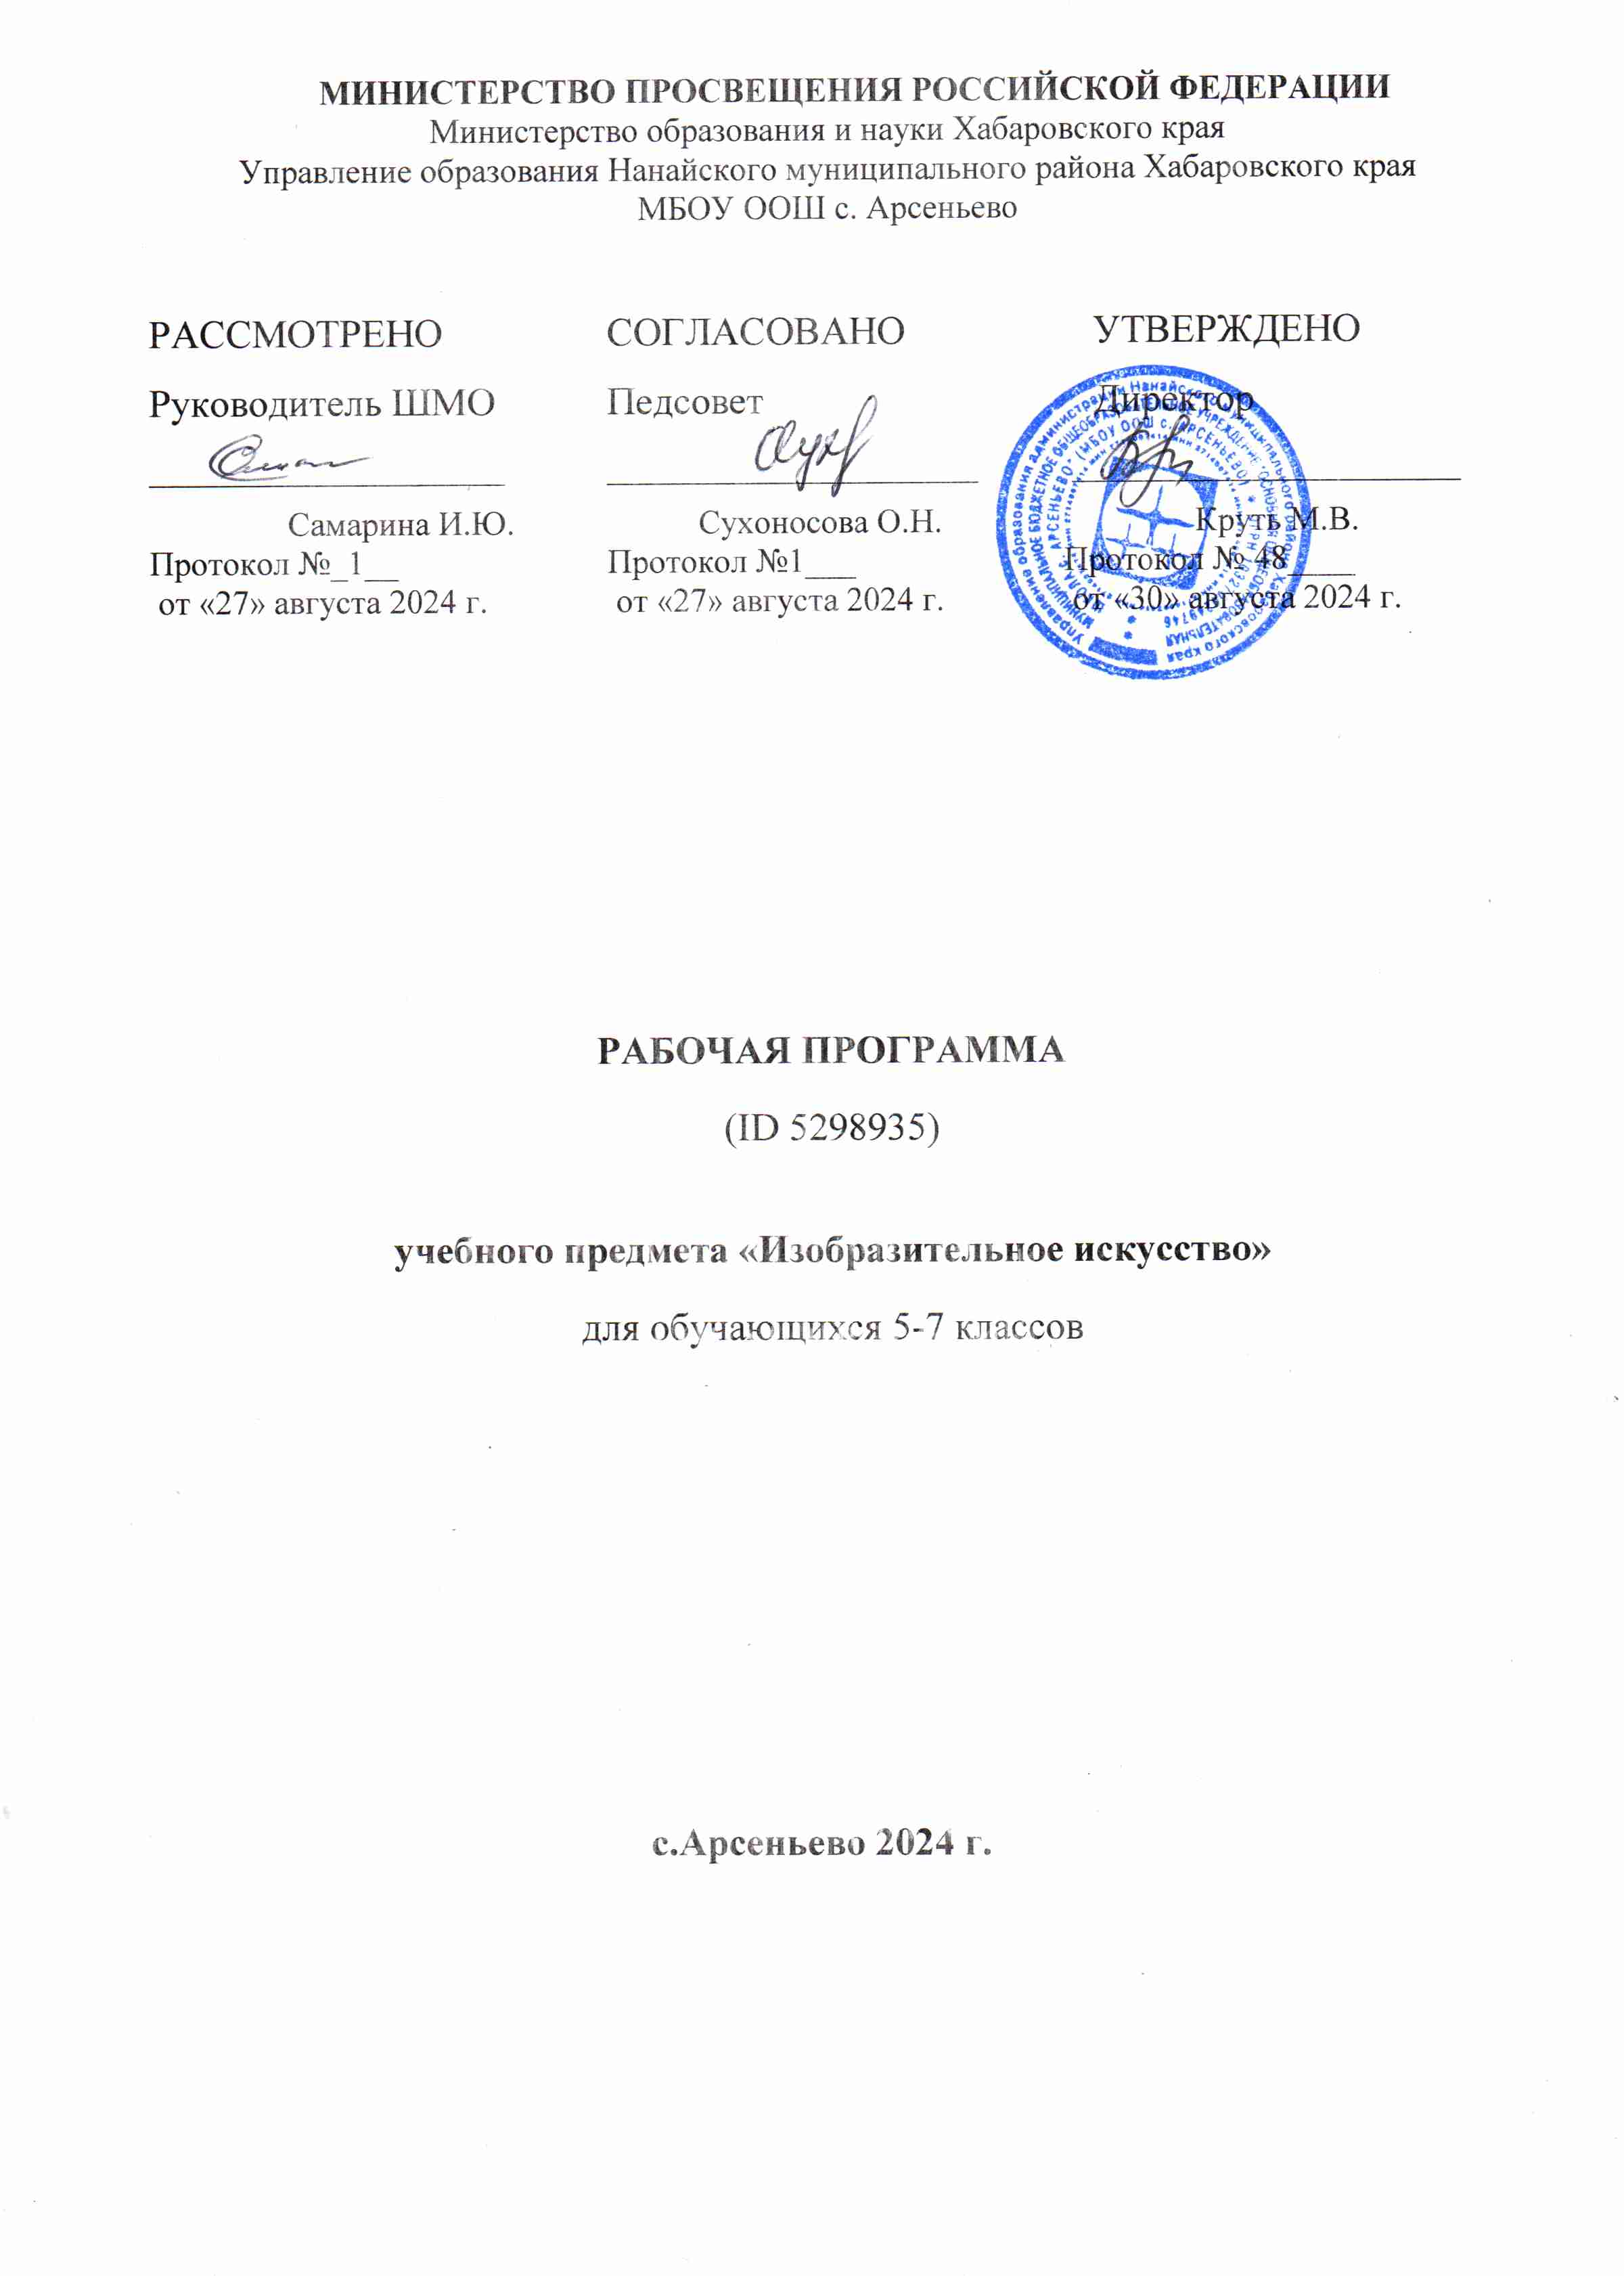 МИНИСТЕРСТВО ПРОСВЕЩЕНИЯ РОССИЙСКОЙ ФЕДЕРАЦИИ
Министерство образования и науки Хабаровского края
Управление образования Нанайского муниципального района Хабаровского края
МБОУ ООШ с. Арсеньево
РАССМОТРЕНО
Руководитель ШМО
Самарина И.Ю.
Протокол №_1__
от «27» августа 2024 г.
СОГЛАСОВАНО
Педсовет
Сухоносова О.Н.
Протокол №1___
от «27» августа 2024 г.
УТВЕРЖДЕНО
Директор
Круть М.В.
Протокол № 48____
от «30» августа 2024 г.
РАБОЧАЯ ПРОГРАММА
(ID 5298935)
учебного предмета «Изобразительное искусство»
для обучающихся 5-7 классов
с.Арсеньево 2024 г.